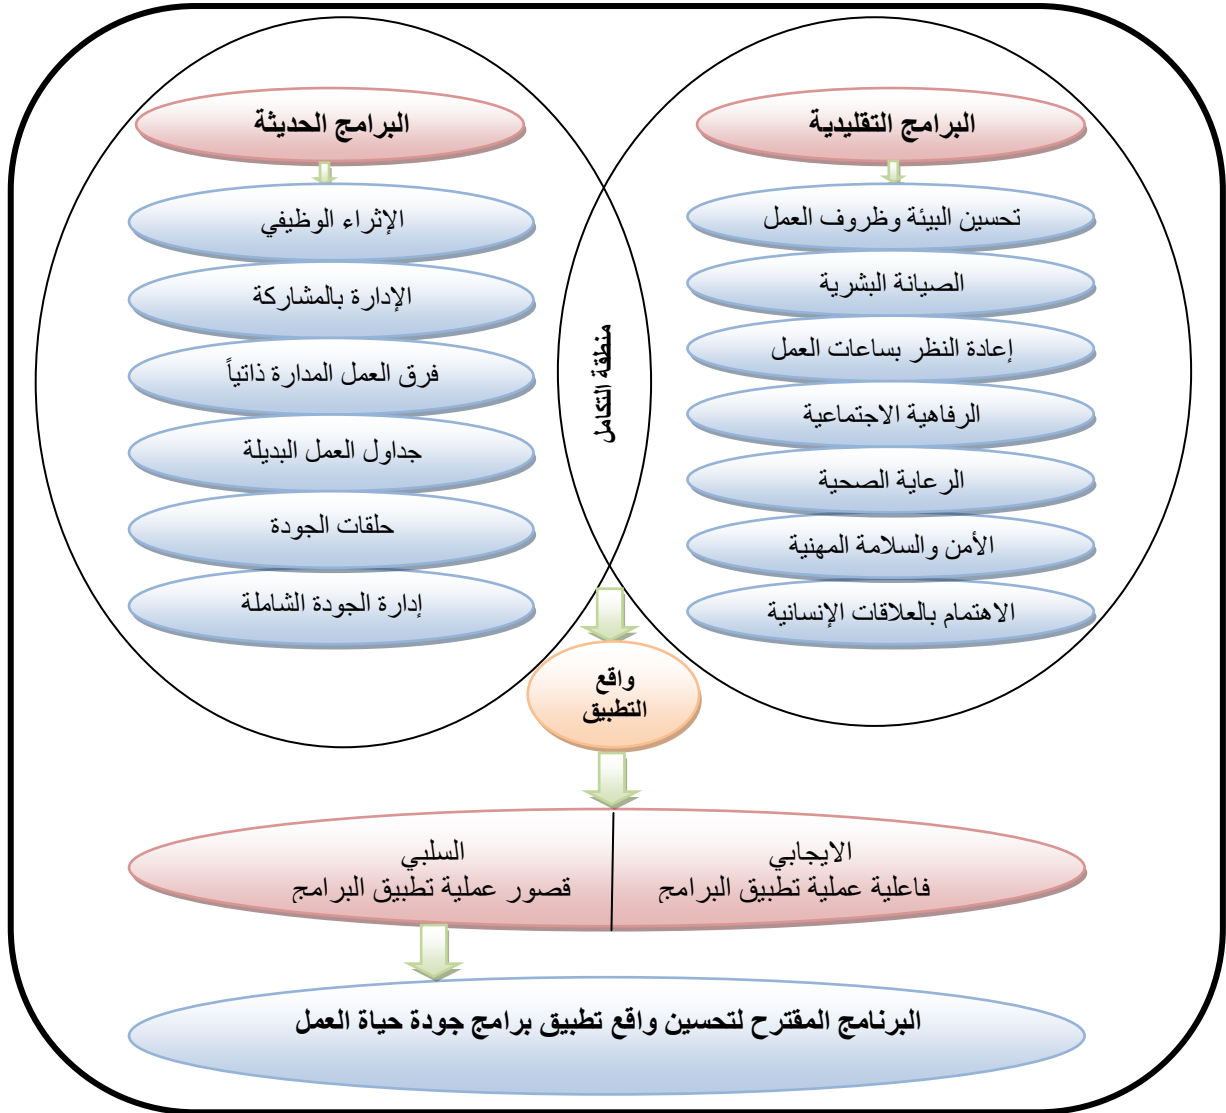 البرامج التقليدية
تحسين البيئة وظروف العمل
الصيانة البشرية
إعادة النظر بساعات العمل
الرفاهية الاجتماعية
الرعاية الصحية
الأمن والسلامة المهنية
الاهتمام بالعلاقات الإنسانية
منطقة التكامل
البرامج الحديثة
الإثراء الوظيفي
الإدارة بالمشاركة
فرق العمل المدارة ذاتياً
جداول العمل البديلة
حلقات الجودة
إدارة الجودة الشاملة
واقع
التطبيق
الايجابي
فاعلية عملية تطبيق البرامج
السلبي
قصور عملية تطبيق البرامج
البرنامج المقترح لتحسين واقع تطبيق برامج جودة حياة العمل